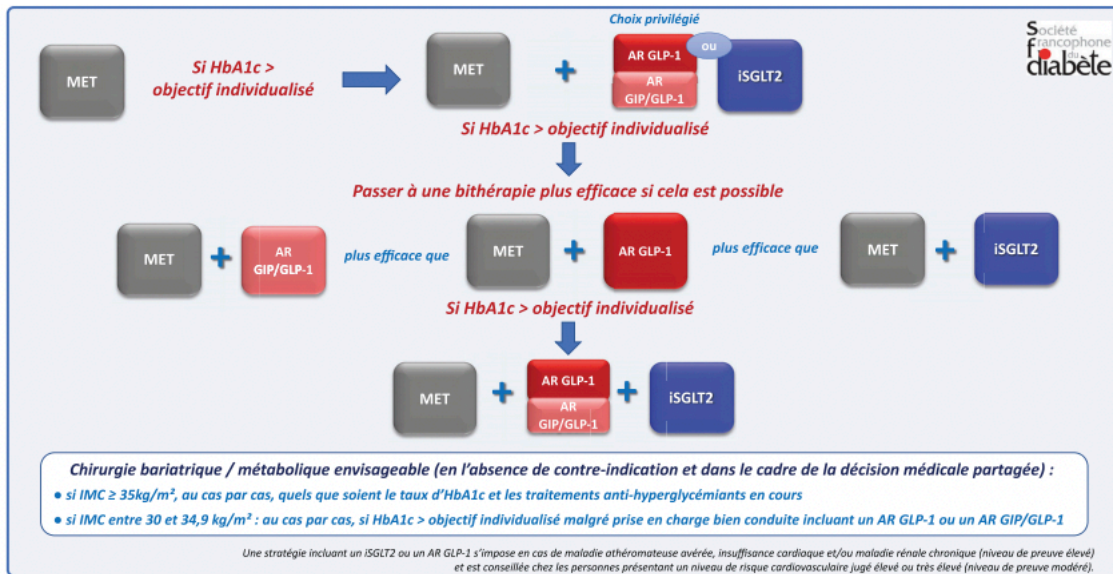 Société
Francophone
du
diabète
Choix privilégié
MET
Si HbA1c >
objectif individualisé
MET
+
AR GLP-1
AR
GIP/GLP-1
ou
iSGLT2
Si HbA1c > objectif individualisé
Passer à une bithérapie plus efficace si cela est possible
MET
+
AR
GIP/GLP-1
plus efficace que
MET
+
AR GLP-1
plus efficace que
MET
+
iSGLT2
Si HbA1c > objectif individualisé
MET
+
AR GLP-1
AR
GIP/GLP-1
+
iSGLT2
Chirurgie bariatrique / métabolique envisageable (en l’absence de contre-indication et dans le cadre de la décision médicale partagée) :
• si IMC ≥ 35kg/m², au cas par cas, quels que soient le taux d’HbA1c et les traitements anti-hyperglycémiants en cours
• si IMC entre 30 et 34,9 kg/m² : au cas par cas, si HbA1c > objectif individualisé malgré prise en charge bien conduite incluant un AR GLP-1 ou un AR GIP/GLP-1
Une stratégie incluant un iSGLT2 ou un AR GLP-1 s’impose en cas de maladie athéromateuse avérée, insuffisance cardiaque et/ou maladie rénale chronique (niveau de preuve élevé)
et est conseillée chez les personnes présentant un niveau de risque cardiovasculaire jugé élevé ou très élevé (niveau de preuve modéré).